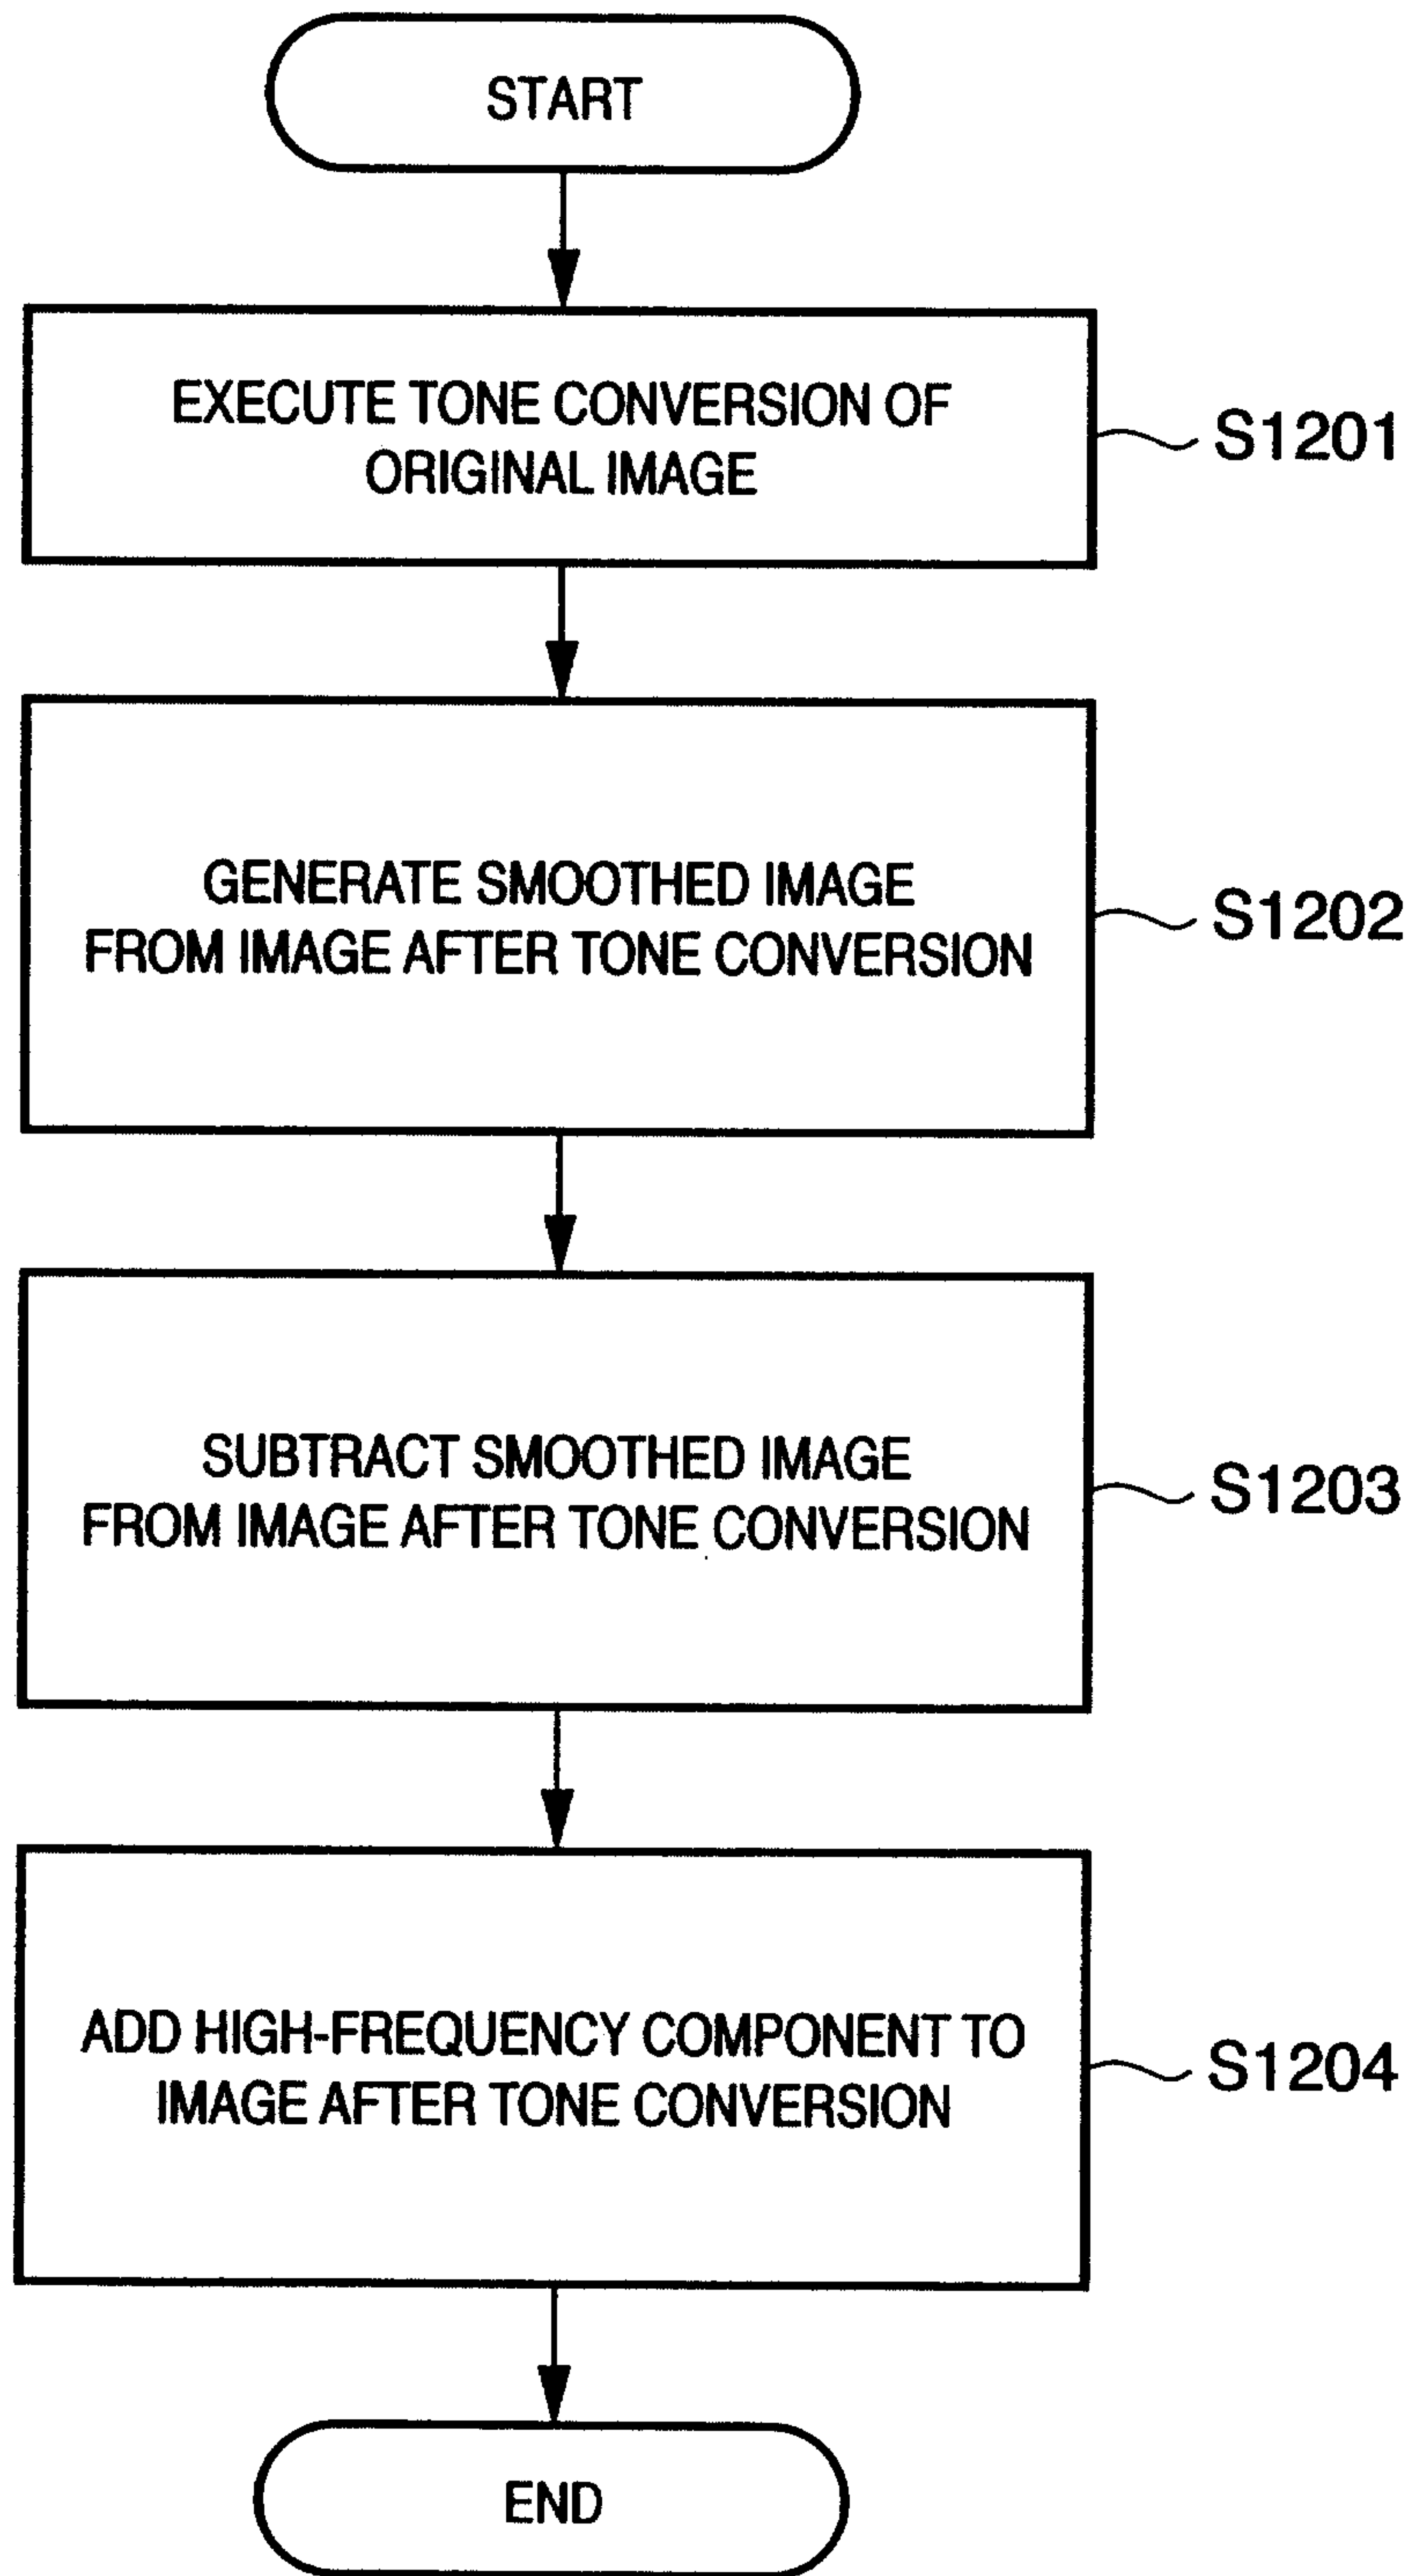 START
EXECUTE TONE CONVERSION OF
ORIGINAL IMAGE
S1201
GENERATE SMOOTHED IMAGE
FROM IMAGE AFTER TONE CONVERSION
S1202
SUBTRACT SMOOTHED IMAGE
FROM IMAGE AFTER TONE CONVERSION
S1203
ADD HIGH-FREQUENCY COMPONENT TO
IMAGE AFTER TONE CONVERSION
S1204
END